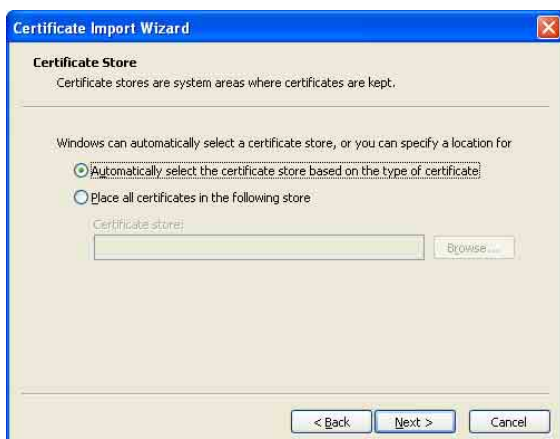 Certificate Import Wizard
Certificate Store
Certificate stores are system areas where certificates are kept.
Windows can automatically select a certificate store, or you can specify a location for
Automatically select the certificate store based on the type of certificate
Place all certificates in the following store
Certificate store:
Browse...
< Back
Next >
Cancel